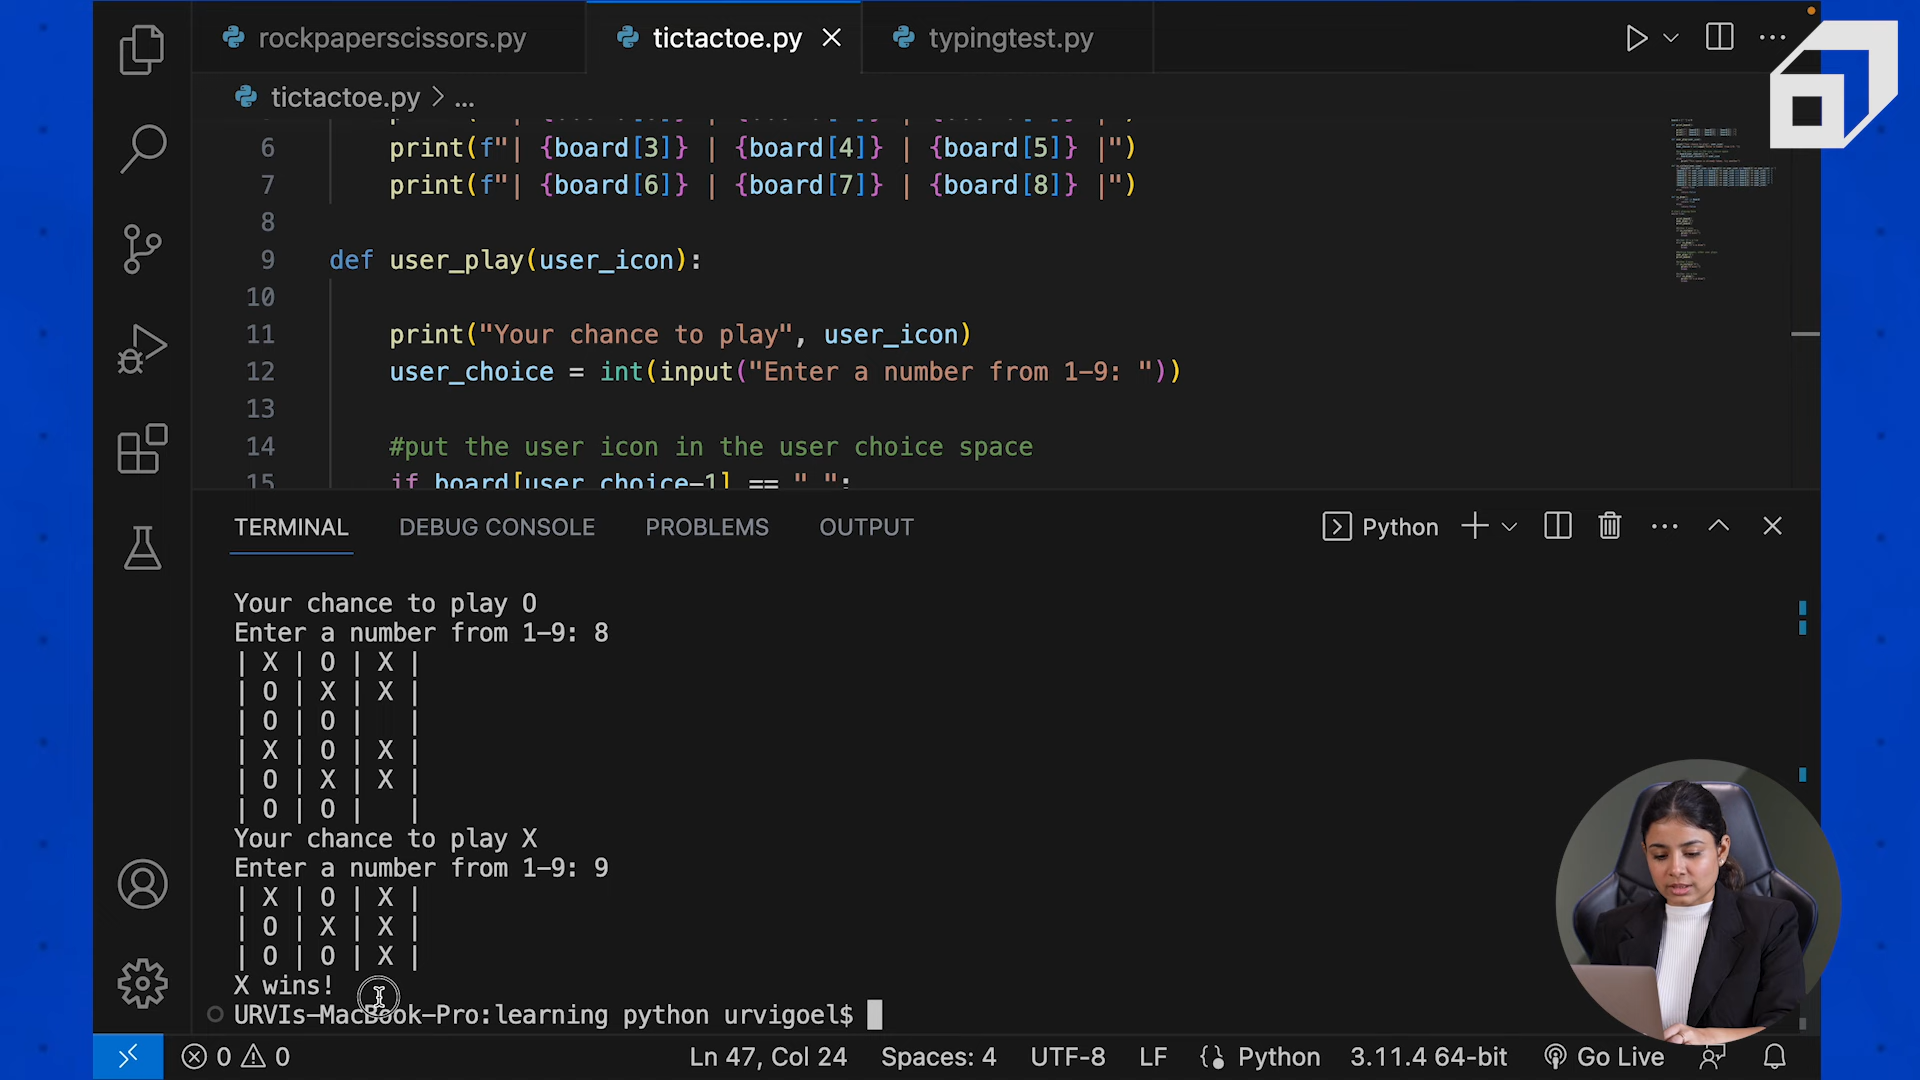 rockpaperscissors.py
tictactoe.py
typingtest.py
tictactoe.py > ...
6 print(f"| {board[3]} | {board[4]} | {board[5]} |")
7 print(f"| {board[6]} | {board[7]} | {board[8]} |")
8
9 def user_play(user_icon):
10
11 print("Your chance to play", user_icon)
12 user_choice = int(input("Enter a number from 1-9: "))
13
14 #put the user icon in the user choice space
15 if board[user_choice-1] == " ":
TERMINAL DEBUG CONSOLE PROBLEMS OUTPUT
Python
Your chance to play O
Enter a number from 1-9: 8
| X | O | X |
| O | X | X |
| O | O |   |
| X | O | X |
| O | X | X |
| O | O |   |
Your chance to play X
Enter a number from 1-9: 9
| X | O | X |
| O | X | X |
| O | O | X |
X wins!
URVIs-MacBook-Pro:learning python urvigoel$
0 0 Ln 47, Col 24 Spaces: 4 UTF-8 LF Python 3.11.4 64-bit Go Live